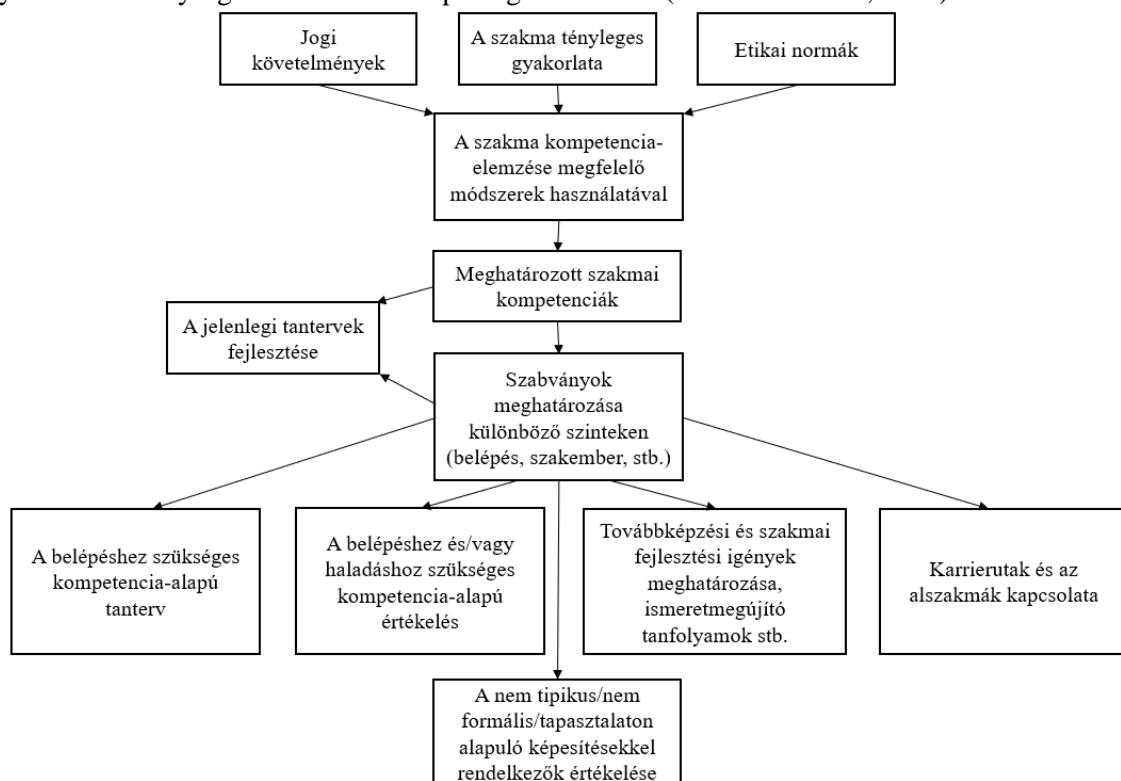 Jogi
követelmények
A szakma tényleges
gyakorlata
Etikai normák
A szakma kompetencia-
elemzése megfelelő
módszerek használatával
Meghatározott szakmai
kompetenciák
A jelenlegi tantervek
fejlesztése
Szabványok
meghatározása
különböző szinteken
(belépés, szakember, stb.)
A belépéshez szükséges
kompetencia-alapú
tanterv
A belépéshez és/vagy
haladáshoz szükséges
kompetencia-alapú
értékelés
Továbbképzési és szakmai
fejlesztési igények
meghatározása,
ismeretmegújító
tanfolyamok stb.
Karrierutak és az
alszakmák kapcsolata
A nem tipikus/nem
formális/tapasztalaton
alapuló képesítésekkel
rendelkezők értékelése